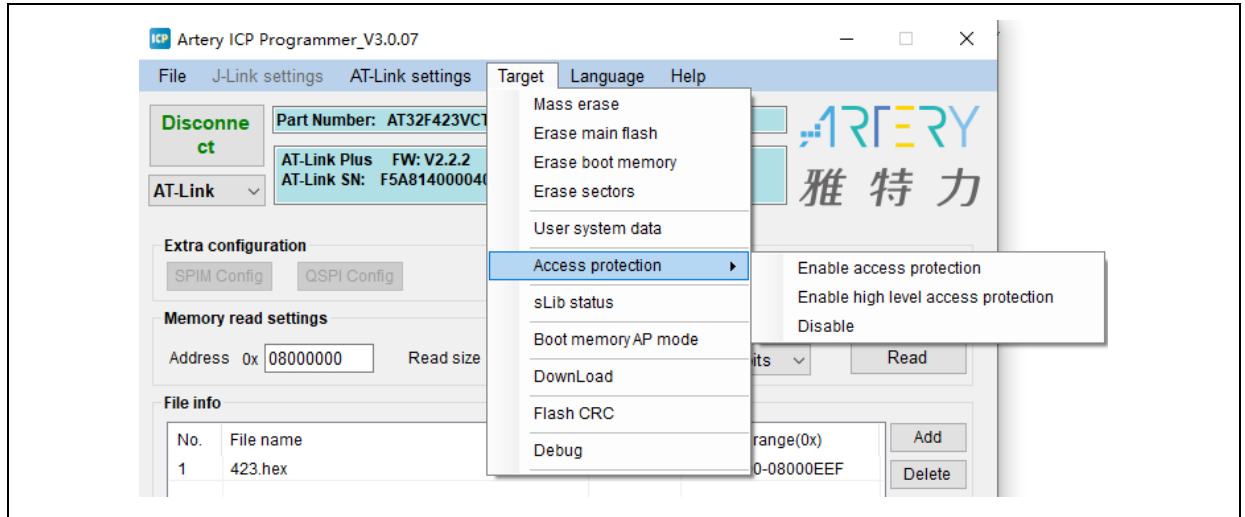 Artery ICP Programmer_V3.0.07
File J-Link settings AT-Link settings Target Language Help
Disconne
ct
Part Number: AT32F423VCT
AT-Link Plus FW: V2.2.2
AT-Link SN: F5A814000040
AT-Link
ARTERY
雅特力
Mass erase
Erase main flash
Erase boot memory
Erase sectors
User system data
Access protection
sLib status
Boot memory AP mode
DownLoad
Flash CRC
Debug
Enable access protection
Enable high level access protection
Disable
Extra configuration
SPIM Config QSPI Config
Memory read settings
Address 0x 08000000 Read size its Read
File info
No. File name range(0x) Add
1 423.hex 0-08000EEF Delete